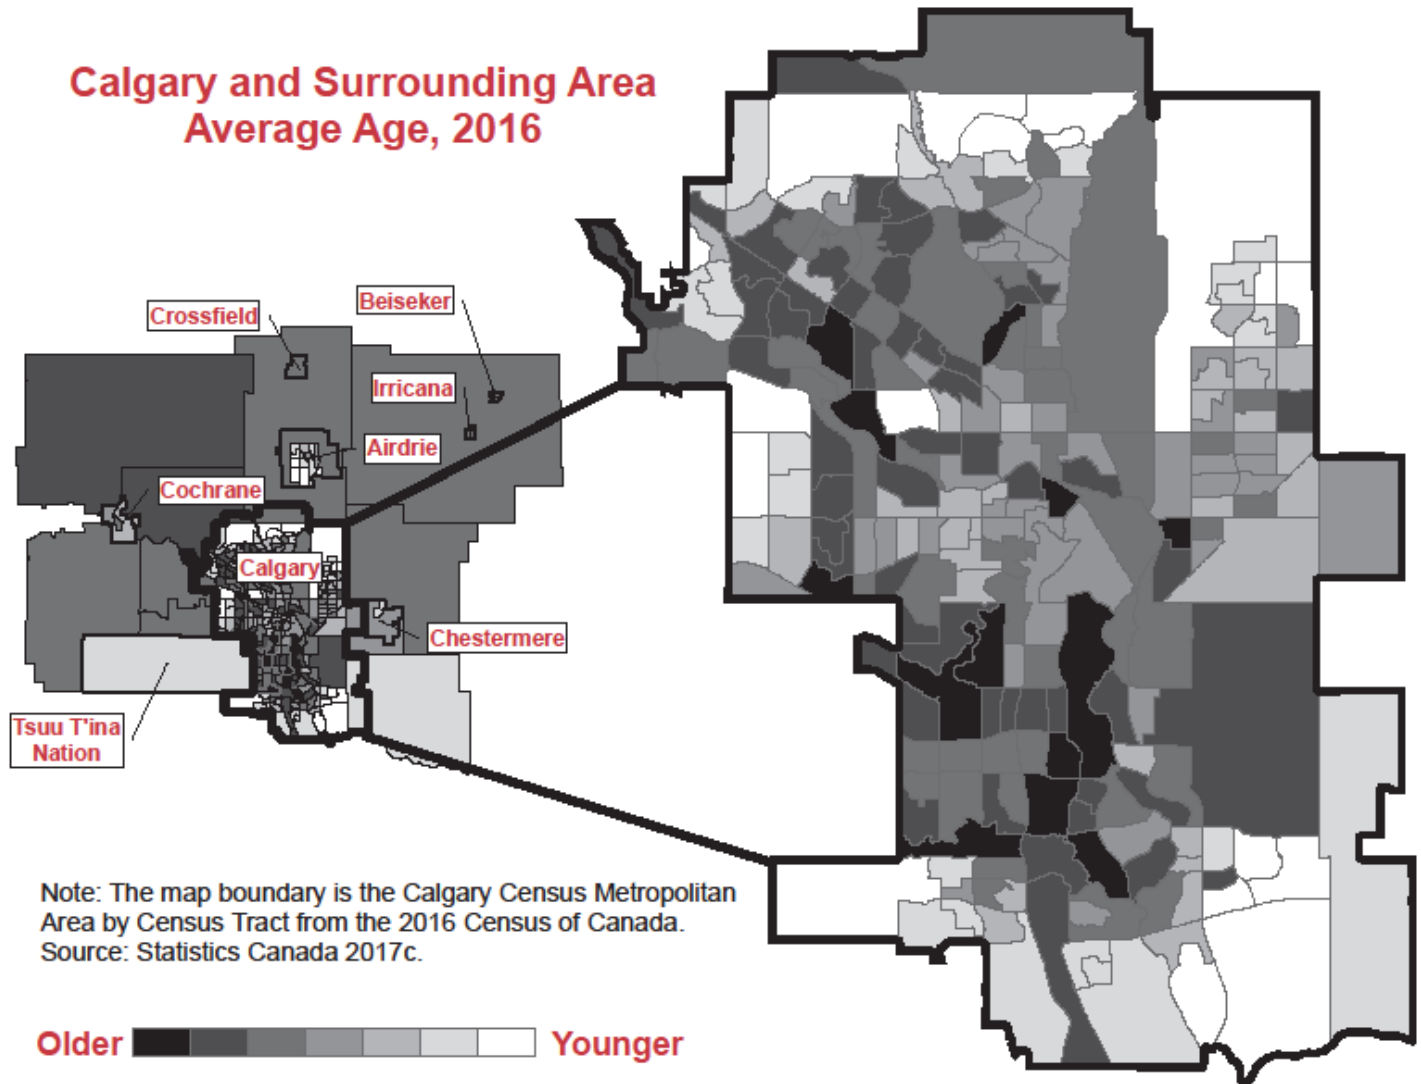 Calgary and Surrounding Area
Average Age, 2016
Crossfield
Beiseker
Irricana
Airdrie
Cochrane
Calgary
Chestermere
Tsuu T'ina
Nation
Note: The map boundary is the Calgary Census Metropolitan
Area by Census Tract from the 2016 Census of Canada.
Source: Statistics Canada 2017c.
Older
Younger